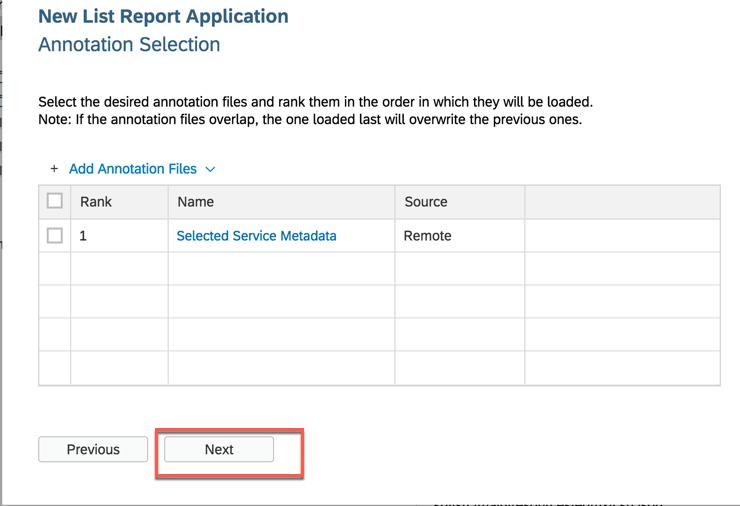 New List Report Application
Annotation Selection
Select the desired annotation files and rank them in the order in which they will be loaded.
Note: If the annotation files overlap, the one loaded last will overwrite the previous ones.
+ Add Annotation Files
Rank Name Source
1 Selected Service Metadata Remote
Previous Next